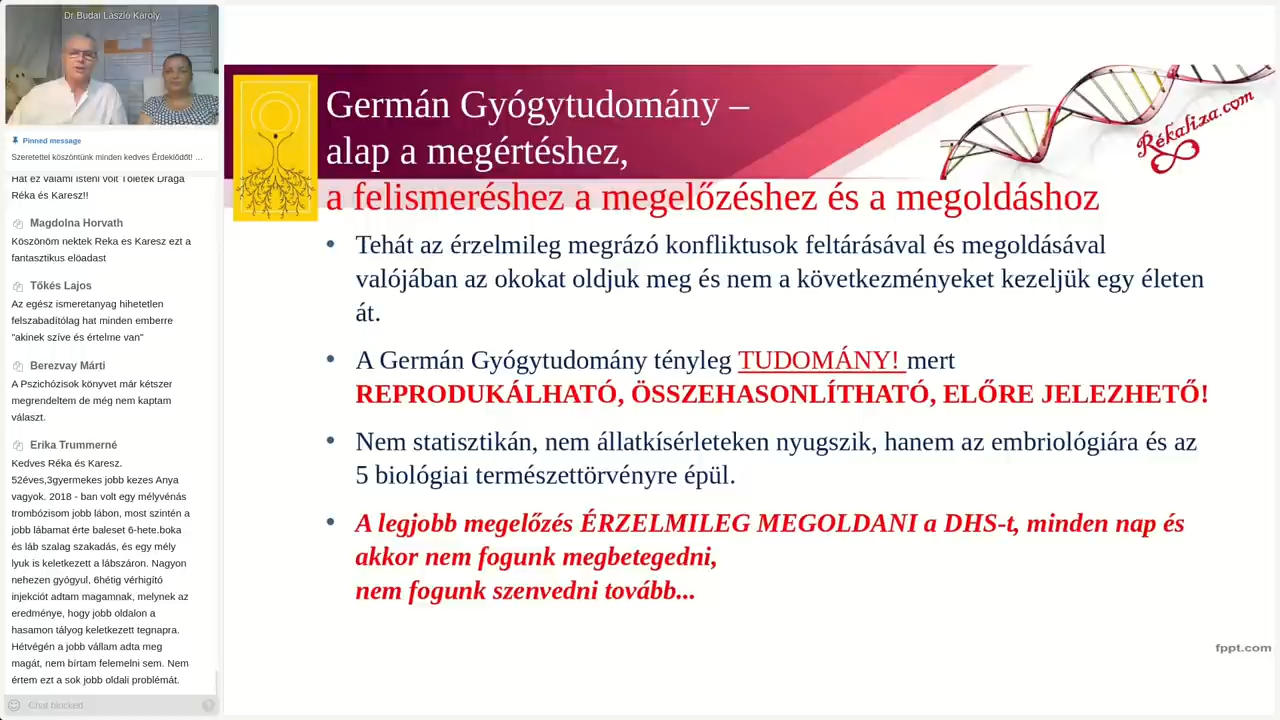 Dr Budai László Károly
Pinned message
Szeretettel köszöntünk minden kedves Érdeklődőt! ...
Hát ez valami isteni volt Tőletek Drága
Réka és Karesz!!
Magdolna Horvath
Köszönöm nektek Reka es Karesz ezt a
fantasztikus elöadast
Tőkés Lajos
Az egész ismeretanyag hihetetlen
felszabadítólag hat minden emberre
"akinek szíve és értelme van"
Berezvay Márti
A Pszichózisok könyvet már kétszer
megrendeltem de még nem kaptam
választ.
Erika Trummerné
Kedves Réka és Karesz.
52éves,3gyermekes jobb kezes Anya
vagyok. 2018 - ban volt egy mélyvénás
trombózisom jobb lábon, most szintén a
jobb lábamat érte baleset 6-hete.boka
és láb szalag szakadás, és egy mély
lyuk is keletkezett a lábszáron. Nagyon
nehezen gyógyul, 6hétig vérhigító
injekciót adtam magamnak, melynek az
eredménye, hogy jobb oldalon a
hasamon tályog keletkezett tegnapra.
Hétvégén a jobb vállam adta meg
magát, nem bírtam felemelni sem. Nem
értem ezt a sok jobb oldali problémát.
Chat blocked
Germán Gyógytudomány –
alap a megértéshez,
a felismeréshez a megelőzéshez és a megoldáshoz
Rékaliza.com
• Tehát az érzelmileg megrázó konfliktusok feltárásával és megoldásával
valójában az okokat oldjuk meg és nem a következményeket kezeljük egy életen
át.
• A Germán Gyógytudomány tényleg TUDOMÁNY! mert
REPRODUKÁLHATÓ, ÖSSZEHASONLÍTHATÓ, ELŐRE JELEZHETŐ!
• Nem statisztikán, nem állatkísérleteken nyugszik, hanem az embriológiára és az
5 biológiai természettörvényre épül.
• A legjobb megelőzés ÉRZELMILEG MEGOLDANI a DHS-t, minden nap és
akkor nem fogunk megbetegedni,
nem fogunk szenvedni tovább...
fppt.com